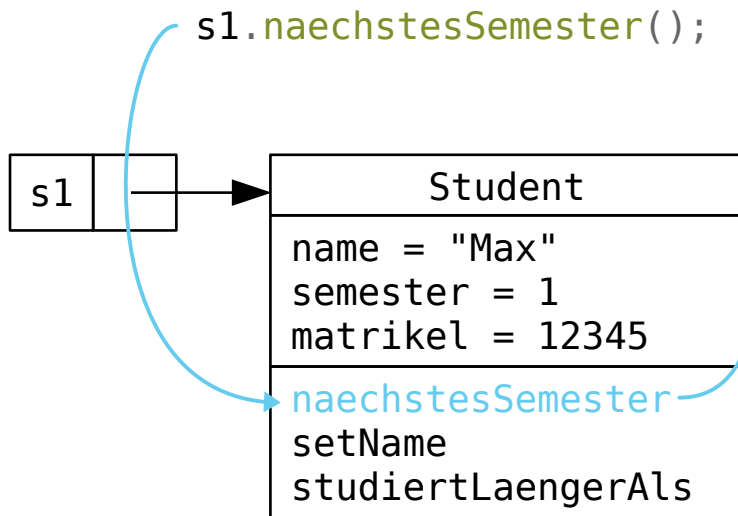 s1.naechstesSemester();
s1
Student
name = "Max"
semester = 1
matrikel = 12345
naechstesSemester
setName
studiertLaengerAls